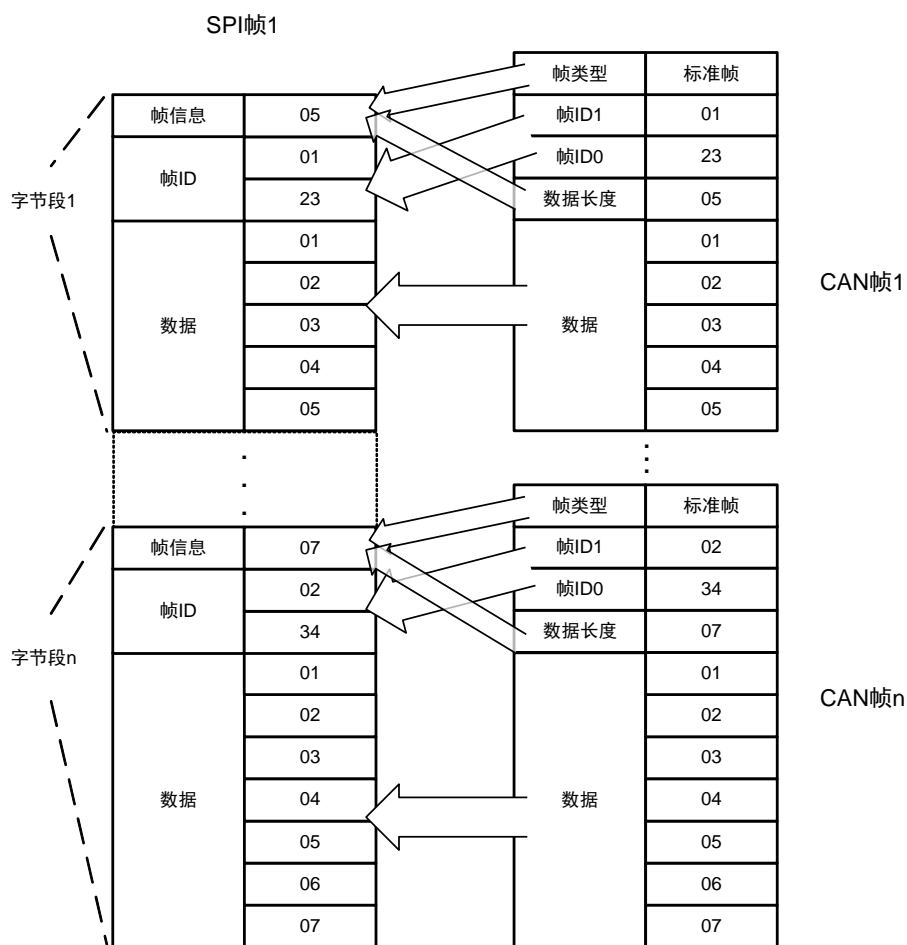 SPI帧1
帧类型 标准帧
帧信息 05 帧ID1 01
帧ID 01 帧ID0 23
23 数据长度 05
字节段1
数据 01 数据 01
02 02
03 03
04 04
05 05
CAN帧1
帧类型 标准帧
帧信息 07 帧ID1 02
帧ID 02 帧ID0 34
34 数据长度 07
字节段n
数据 01 数据 01
02 02
03 03
04 04
05 05
06 06
07 07
CAN帧n